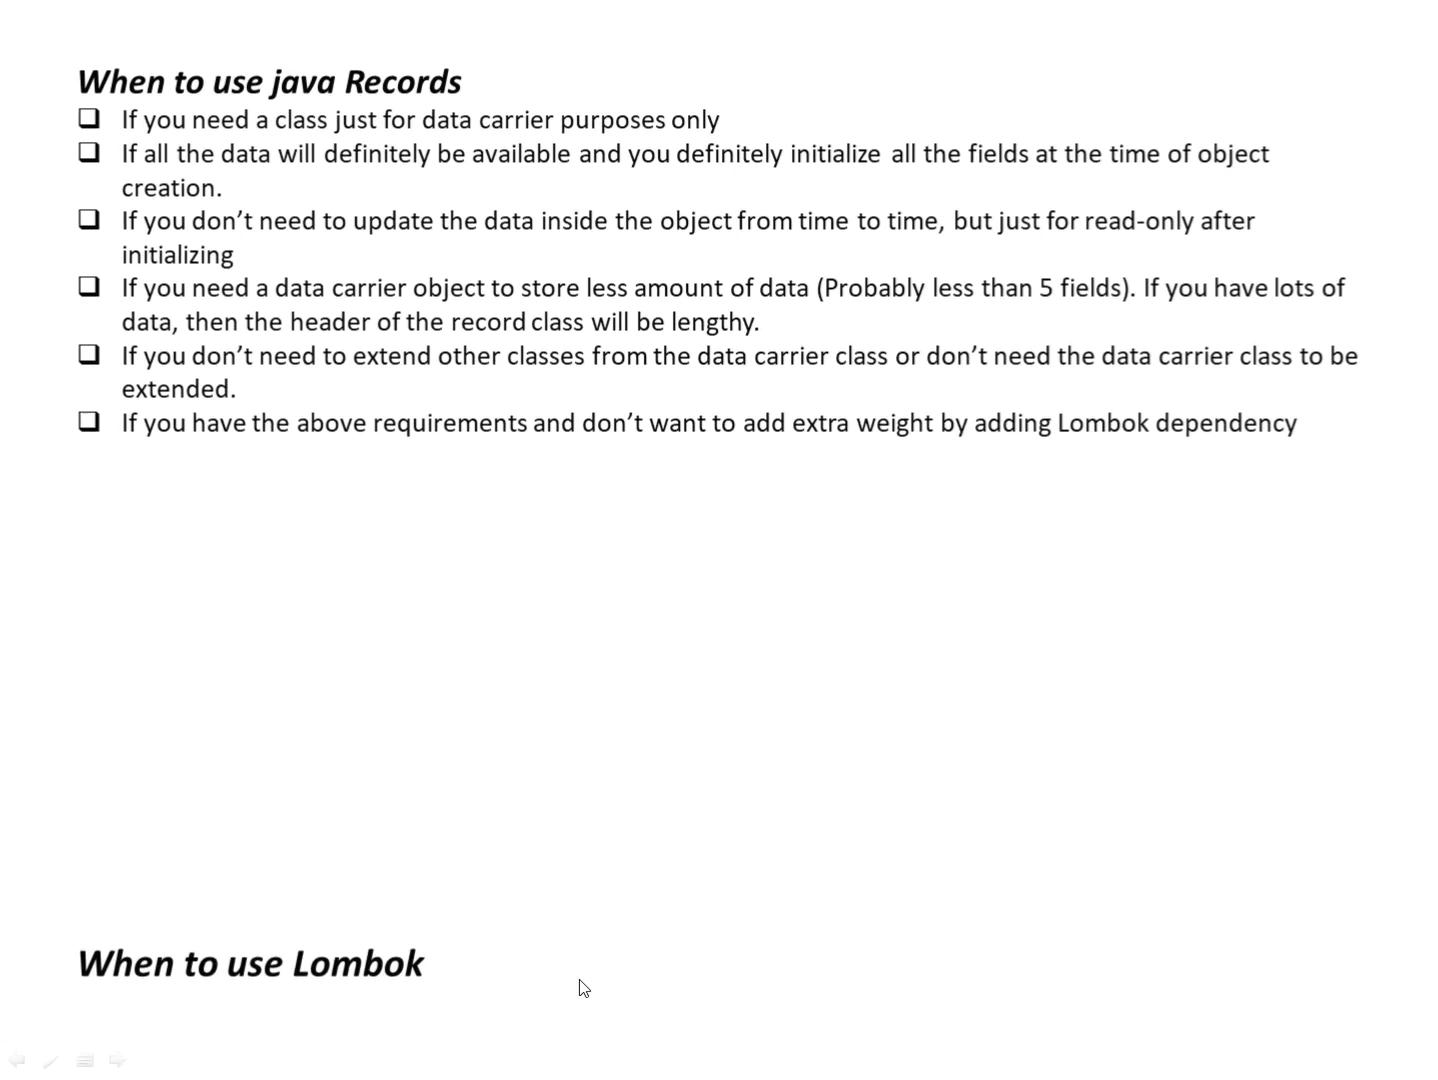 When to use java Records
❑ If you need a class just for data carrier purposes only
❑ If all the data will definitely be available and you definitely initialize all the fields at the time of object
creation.
❑ If you don’t need to update the data inside the object from time to time, but just for read-only after
initializing
❑ If you need a data carrier object to store less amount of data (Probably less than 5 fields). If you have lots of
data, then the header of the record class will be lengthy.
❑ If you don’t need to extend other classes from the data carrier class or don’t need the data carrier class to be
extended.
❑ If you have the above requirements and don’t want to add extra weight by adding Lombok dependency
When to use Lombok